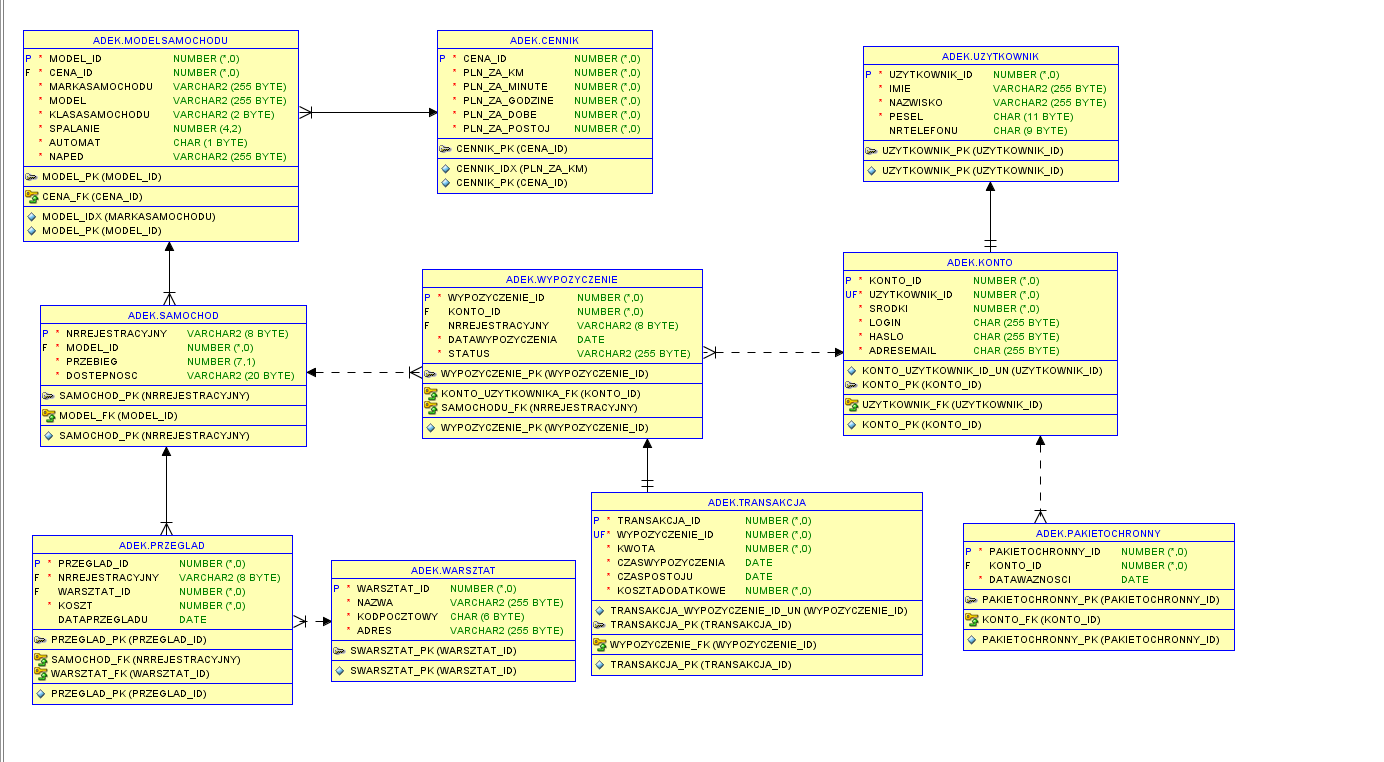 ADEK.MODELSAMOCHODU
P * MODEL_ID NUMBER (*,0)
F * CENA_ID NUMBER (*,0)
* MARKASAMOCHODU VARCHAR2 (255 BYTE)
* MODEL VARCHAR2 (255 BYTE)
* KLASASAMOCHODU VARCHAR2 (2 BYTE)
* SPALANIE NUMBER (4,2)
* AUTOMAT CHAR (1 BYTE)
* NAPED VARCHAR2 (255 BYTE)
MODEL_PK (MODEL_ID)
CENA_FK (CENA_ID)
MODEL_IDX (MARKASAMOCHODU)
MODEL_PK (MODEL_ID)
ADEK.CENNIK
P * CENA_ID NUMBER (*,0)
* PLN_ZA_KM NUMBER (*,0)
* PLN_ZA_MINUTE NUMBER (*,0)
* PLN_ZA_GODZINE NUMBER (*,0)
* PLN_ZA_DOBE NUMBER (*,0)
* PLN_ZA_POSTOJ NUMBER (*,0)
CENNIK_PK (CENA_ID)
CENNIK_IDX (PLN_ZA_KM)
CENNIK_PK (CENA_ID)
ADEK.UZYTKOWNIK
P * UZYTKOWNIK_ID NUMBER (*,0)
* IMIE VARCHAR2 (255 BYTE)
* NAZWISKO VARCHAR2 (255 BYTE)
* PESEL CHAR (11 BYTE)
NRTELEFONU CHAR (9 BYTE)
UZYTKOWNIK_PK (UZYTKOWNIK_ID)
UZYTKOWNIK_PK (UZYTKOWNIK_ID)
ADEK.SAMOCHOD
P * NRREJESTRACYJNY VARCHAR2 (8 BYTE)
F * MODEL_ID NUMBER (*,0)
* PRZEBIEG NUMBER (7,1)
* DOSTEPNOSC VARCHAR2 (20 BYTE)
SAMOCHOD_PK (NRREJESTRACYJNY)
MODEL_FK (MODEL_ID)
SAMOCHOD_PK (NRREJESTRACYJNY)
ADEK.WYPOZYCZENIE
P * WYPOZYCZENIE_ID NUMBER (*,0)
F KONTO_ID NUMBER (*,0)
F NRREJESTRACYJNY VARCHAR2 (8 BYTE)
* DATAWYPOZYCZENIA DATE
* STATUS VARCHAR2 (255 BYTE)
WYPOZYCZENIE_PK (WYPOZYCZENIE_ID)
KONTO_UZYTKOWNIKA_FK (KONTO_ID)
SAMOCHODU_FK (NRREJESTRACYJNY)
WYPOZYCZENIE_PK (WYPOZYCZENIE_ID)
ADEK.KONTO
P * KONTO_ID NUMBER (*,0)
UF* UZYTKOWNIK_ID NUMBER (*,0)
* SRODKI NUMBER (*,0)
* LOGIN CHAR (255 BYTE)
* HASLO CHAR (255 BYTE)
* ADRESEMAIL CHAR (255 BYTE)
KONTO_UZYTKOWNIK_ID_UN (UZYTKOWNIK_ID)
KONTO_PK (KONTO_ID)
UZYTKOWNIK_FK (UZYTKOWNIK_ID)
KONTO_PK (KONTO_ID)
ADEK.PRZEGLAD
P * PRZEGLAD_ID NUMBER (*,0)
F * NRREJESTRACYJNY VARCHAR2 (8 BYTE)
F WARSZTAT_ID NUMBER (*,0)
* KOSZT NUMBER (*,0)
DATAPRZEGLADU DATE
PRZEGLAD_PK (PRZEGLAD_ID)
SAMOCHOD_FK (NRREJESTRACYJNY)
WARSZTAT_FK (WARSZTAT_ID)
PRZEGLAD_PK (PRZEGLAD_ID)
ADEK.WARSZTAT
P * WARSZTAT_ID NUMBER (*,0)
* NAZWA VARCHAR2 (255 BYTE)
* KODPOCZTOWY CHAR (6 BYTE)
* ADRES VARCHAR2 (255 BYTE)
SWARSZTAT_PK (WARSZTAT_ID)
SWARSZTAT_PK (WARSZTAT_ID)
ADEK.TRANSAKCJA
P * TRANSAKCJA_ID NUMBER (*,0)
UF* WYPOZYCZENIE_ID NUMBER (*,0)
* KWOTA NUMBER (*,0)
* CZASWYPOZYCZENIA DATE
* CZASPOSTOJU DATE
* KOSZTADODATKOWE NUMBER (*,0)
TRANSAKCJA_WYPOZYCZENIE_ID_UN (WYPOZYCZENIE_ID)
TRANSAKCJA_PK (TRANSAKCJA_ID)
WYPOZYCZENIE_FK (WYPOZYCZENIE_ID)
TRANSAKCJA_PK (TRANSAKCJA_ID)
ADEK.PAKIETOCHRONNY
P * PAKIETOCHRONNY_ID NUMBER (*,0)
F KONTO_ID NUMBER (*,0)
* DATAWAZNOSCI DATE
PAKIETOCHRONNY_PK (PAKIETOCHRONNY_ID)
KONTO_FK (KONTO_ID)
PAKIETOCHRONNY_PK (PAKIETOCHRONNY_ID)